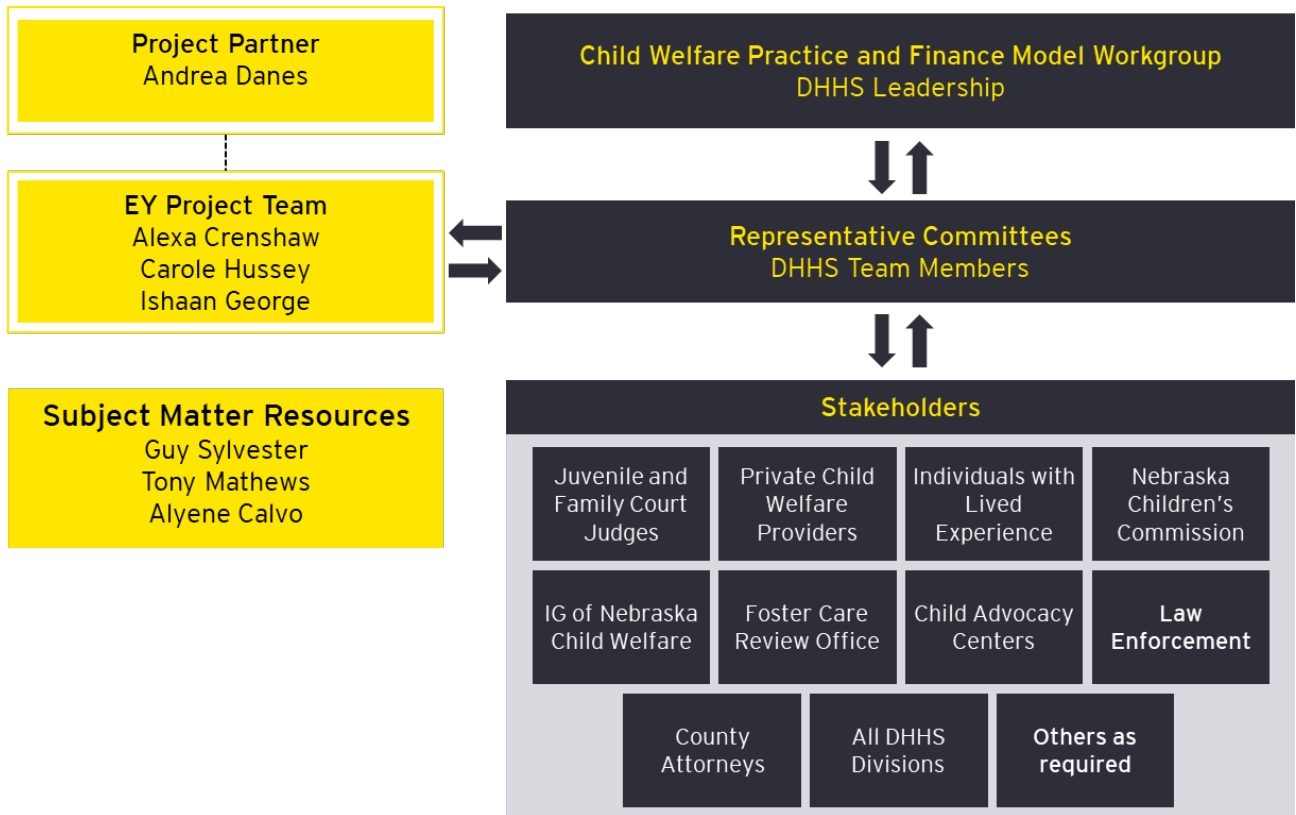 Project Partner
Andrea Danes
Child Welfare Practice and Finance Model Workgroup
DHHS Leadership
EY Project Team
Alexa Crenshaw
Carole Hussey
Ishaan George
Representative Committees
DHHS Team Members
Subject Matter Resources
Guy Sylvester
Tony Mathews
Alyene Calvo
Stakeholders
Juvenile and
Family Court
Judges
Private Child
Welfare
Providers
Individuals with
Lived
Experience
Nebraska
Children's
Commission
IG of Nebraska
Child Welfare
Foster Care
Review Office
Child Advocacy
Centers
Law
Enforcement
County
Attorneys
All DHHS
Divisions
Others as
required